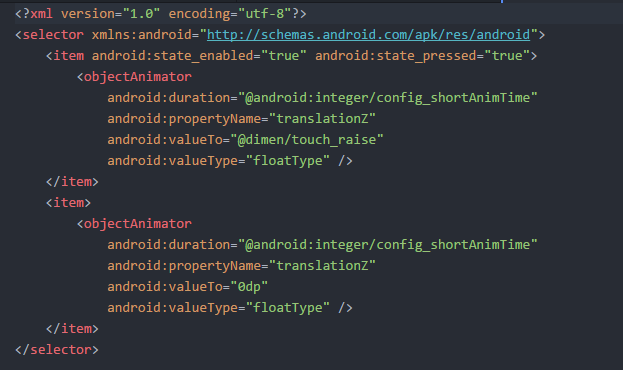 <?xml version="1.0" encoding="utf-8"?>
<selector xmlns:android="http://schemas.android.com/apk/res/android">
    <item android:state_enabled="true" android:state_pressed="true">
        <objectAnimator
            android:duration="@android:integer/config_shortAnimTime"
            android:propertyName="translationZ"
            android:valueTo="@dimen/touch_raise"
            android:valueType="floatType" />
    </item>
    <item>
        <objectAnimator
            android:duration="@android:integer/config_shortAnimTime"
            android:propertyName="translationZ"
            android:valueTo="0dp"
            android:valueType="floatType" />
    </item>
</selector>